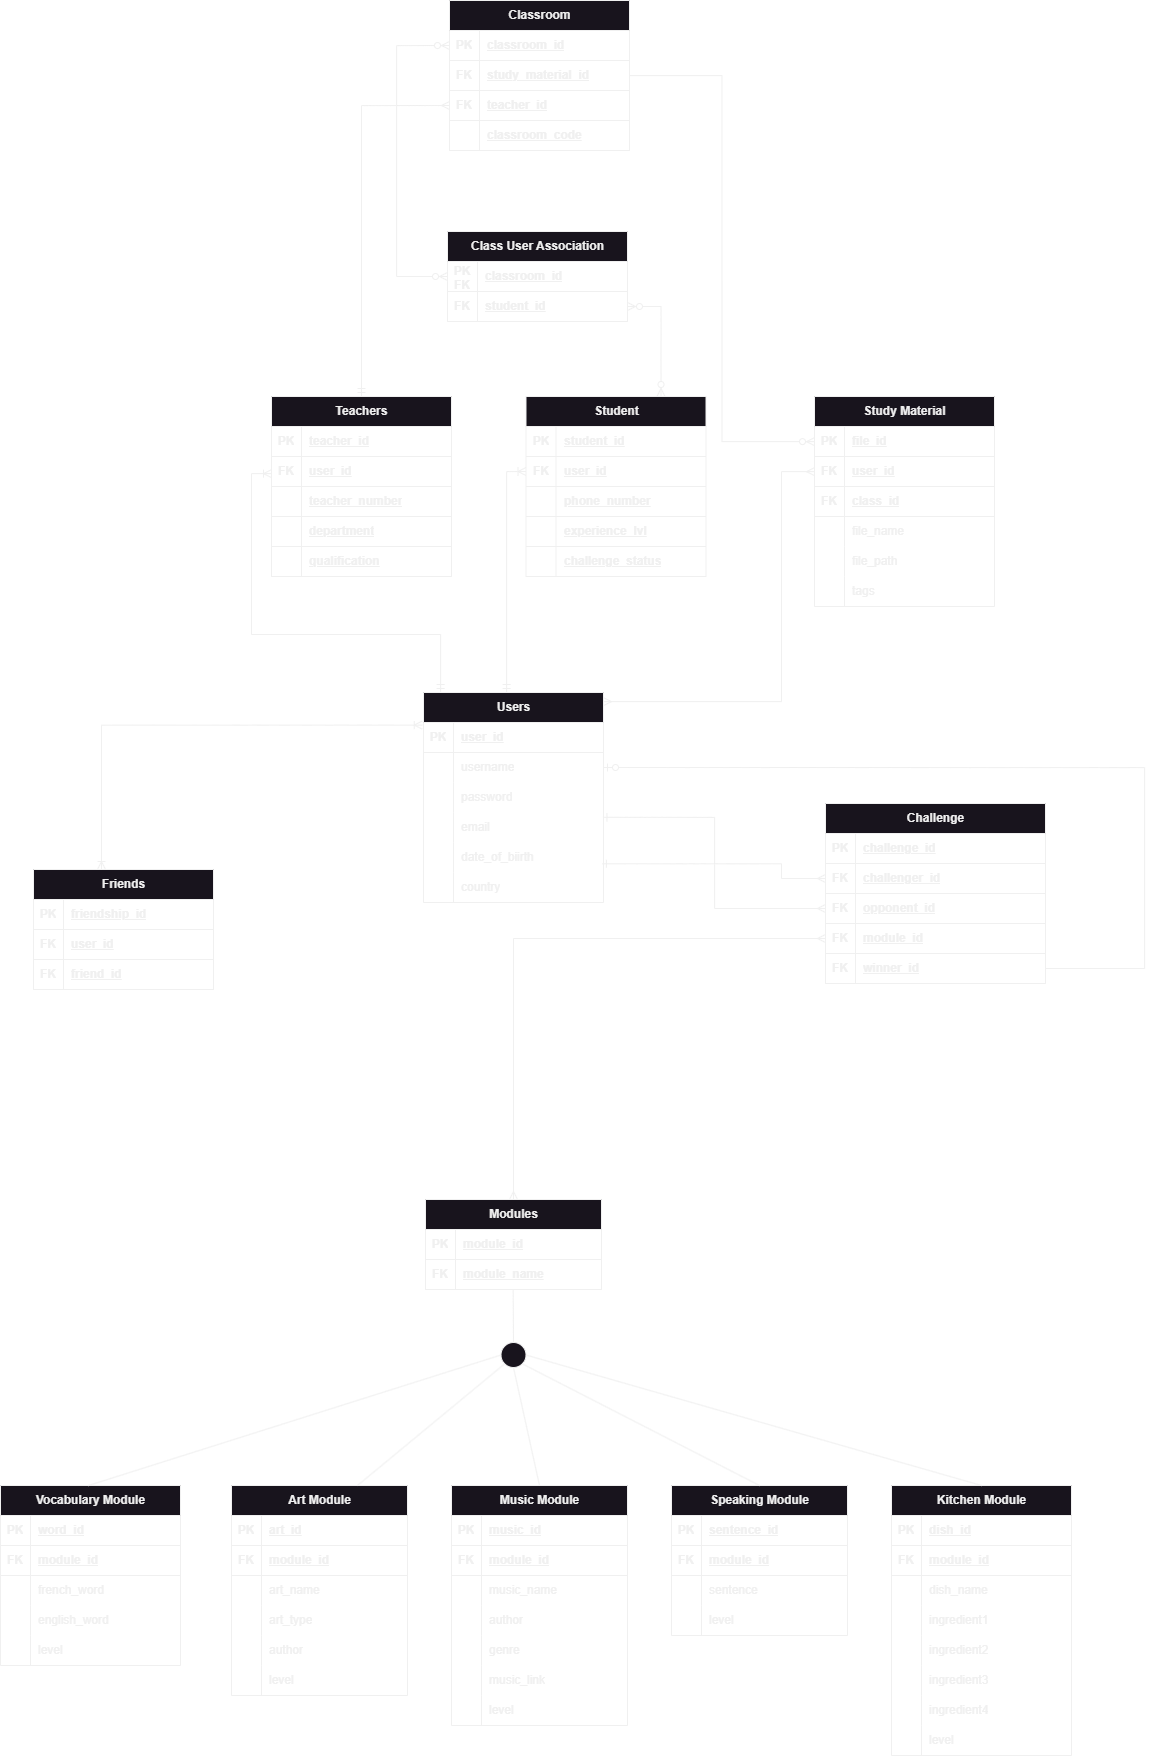 Classroom
PK classroom_id
FK study_material_id
FK teacher_id
classroom_code
Class User Association
PK
FK classroom_id
FK student_id
Teachers
PK teacher_id
FK user_id
teacher_number
department
qualification
Student
PK student_id
FK user_id
phone_number
experience_lvl
challenge_status
Study Material
PK file_id
FK user_id
FK class_id
file_name
file_path
tags
Users
PK user_id
username
password
email
date_of_biirth
country
Challenge
PK challenge_id
FK challenger_id
FK opponent_id
FK module_id
FK winner_id
Friends
PK friendship_id
FK user_id
FK friend_id
Modules
PK module_id
FK module_name
Vocabulary Module
PK word_id
FK module_id
french_word
english_word
level
Art Module
PK art_id
FK module_id
art_name
art_type
author
level
Music Module
PK music_id
FK module_id
music_name
author
genre
music_link
level
Speaking Module
PK sentence_id
FK module_id
sentence
level
Kitchen Module
PK dish_id
FK module_id
dish_name
ingredient1
ingredient2
ingredient3
ingredient4
level